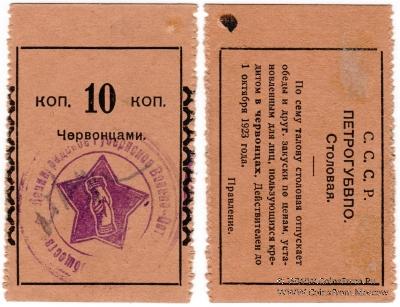 коп. 10 коп.
Червонцами.
С. С. С. Р.
ПЕТРОГУБВПО.
Столовая.
По сему талону столовая отпускает
обеды и друг. закуски по ценам, уста-
новленным для лиц, пользующихся кре-
дитом в червонцах. Действителен до
1 октября 1923 года.
Правление.